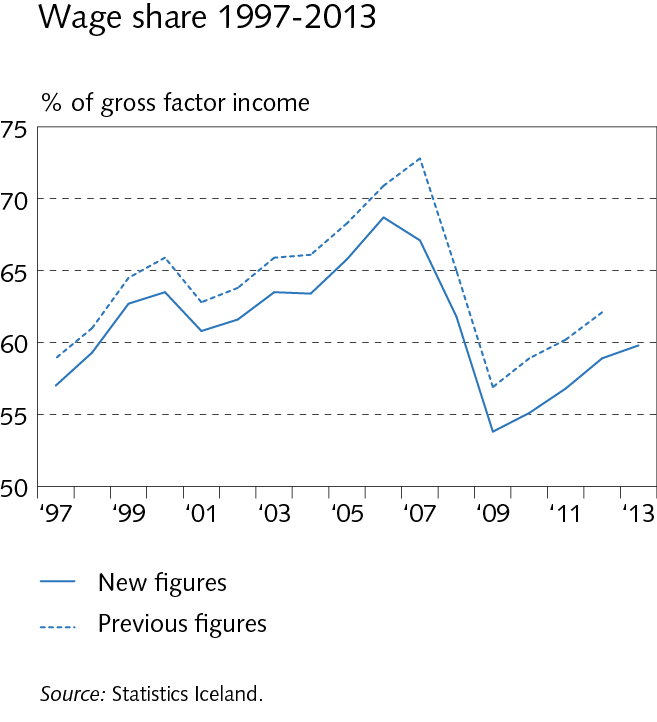 Wage share 1997-2013
% of gross factor income
75
70
65
60
55
50
‘97 ‘99 ‘01 ‘03 ‘05 ‘07 ‘09 ‘11 ‘13
New figures
Previous figures
Source: Statistics Iceland.